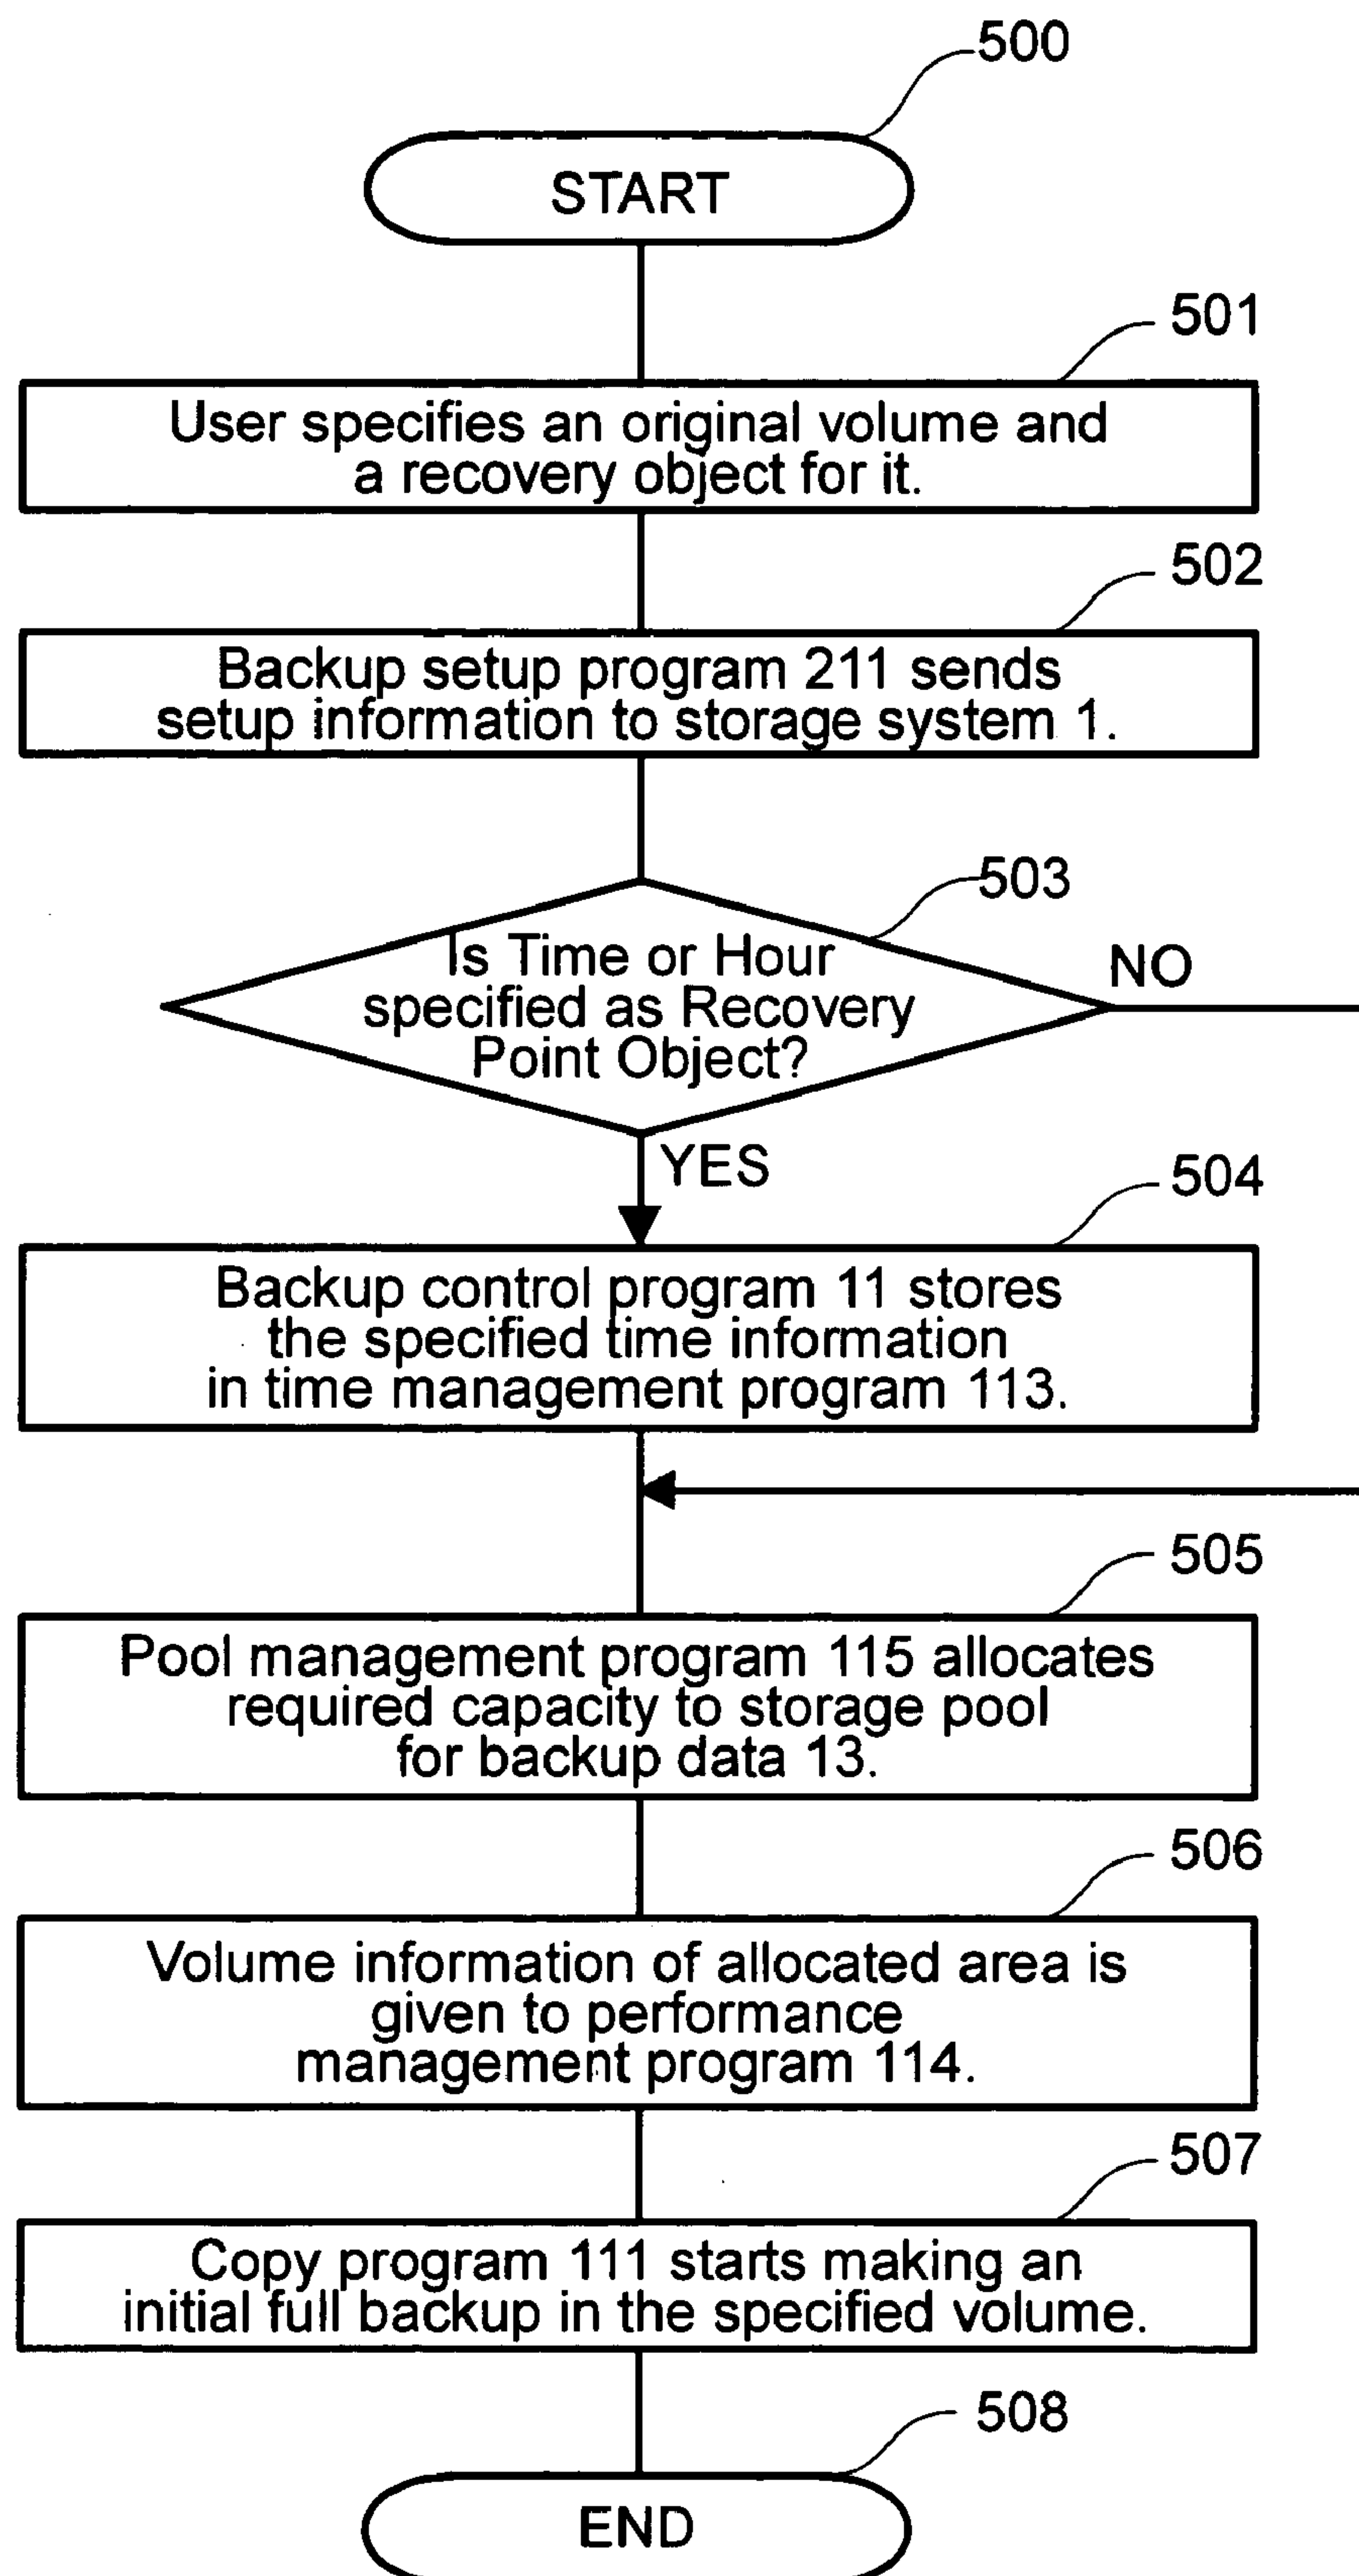 500
START
501
User specifies an original volume and
a recovery object for it.
502
Backup setup program 211 sends
setup information to storage system 1.
503
Is Time or Hour
specified as Recovery
Point Object?
NO
YES
504
Backup control program 11 stores
the specified time information
in time management program 113.
505
Pool management program 115 allocates
required capacity to storage pool
for backup data 13.
506
Volume information of allocated area is
given to performance
management program 114.
507
Copy program 111 starts making an
initial full backup in the specified volume.
508
END